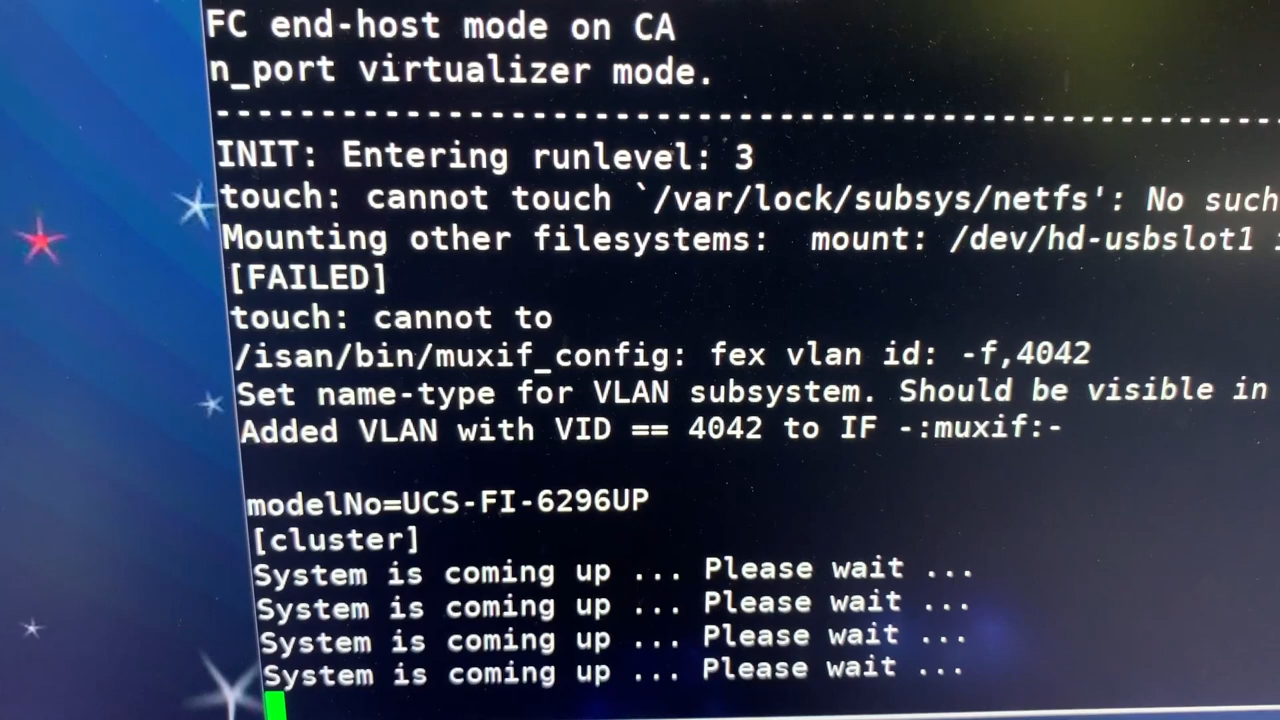 FC end-host mode on CA
n_port virtualizer mode.
--------------------------------------------------------------
INIT: Entering runlevel: 3
touch: cannot touch `/var/lock/subsys/netfs': No such
Mounting other filesystems:  mount: /dev/hd-usbslot1
[FAILED]
touch: cannot to
/isan/bin/muxif_config: fex vlan id: -f,4042
Set name-type for VLAN subsystem. Should be visible in
Added VLAN with VID == 4042 to IF -:muxif:-
modelNo=UCS-FI-6296UP
[cluster]
System is coming up ... Please wait ...
System is coming up ... Please wait ...
System is coming up ... Please wait ...
System is coming up ... Please wait ...